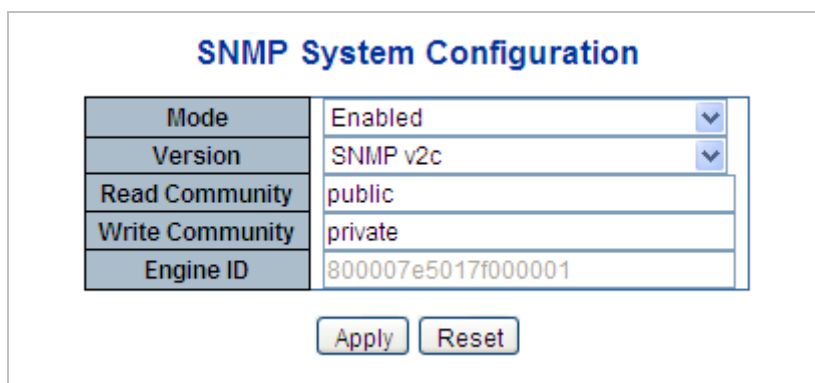 SNMP System Configuration
Mode Enabled
Version SNMP v2c
Read Community public
Write Community private
Engine ID 800007e5017f000001
Apply Reset